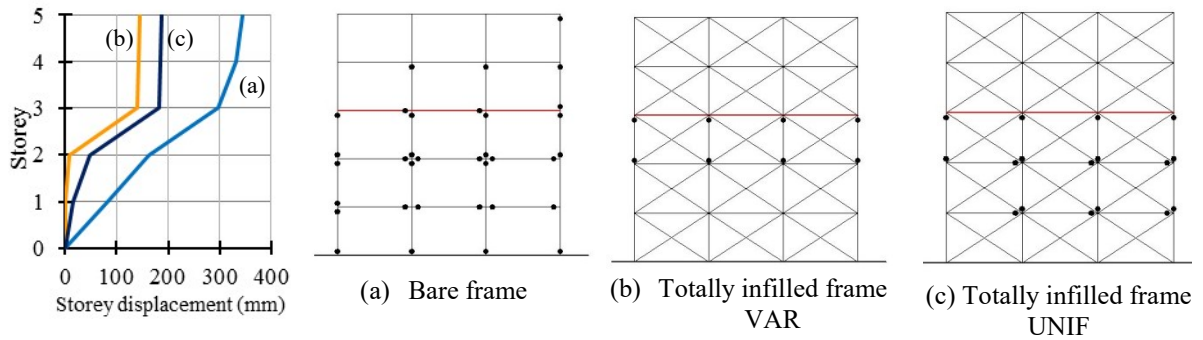 Storey
5
4
3
2
1
0
(b)
(c)
(a)
0 100 200 300 400
Storey displacement (mm)
(a) Bare frame
(b) Totally infilled frame
VAR
(c) Totally infilled frame
UNIF